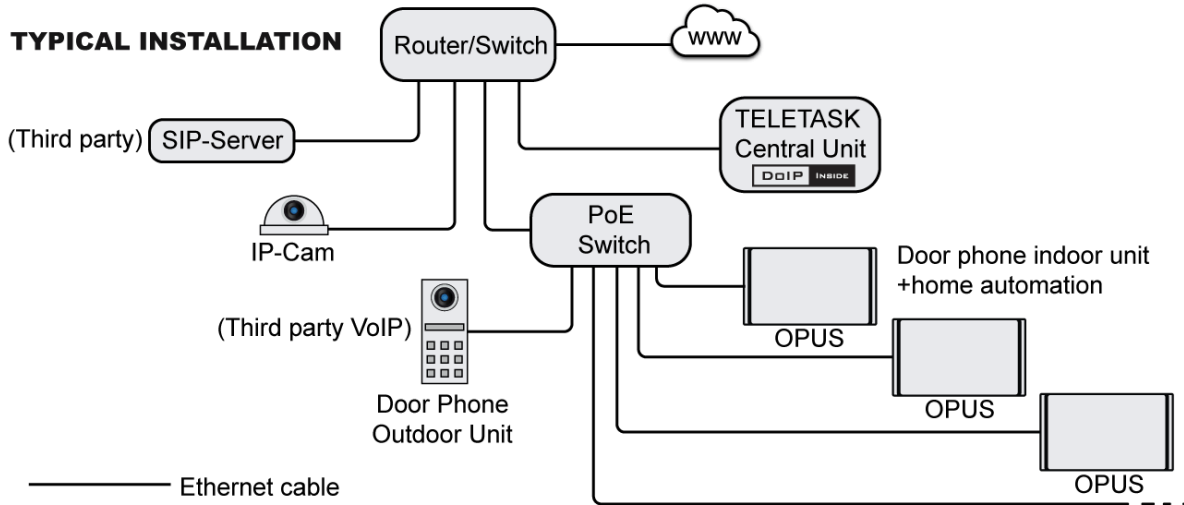 TYPICAL INSTALLATION
Router/Switch
www
(Third party)
SIP-Server
TELETASK
Central Unit
DoIP INSIDE
PoE
Switch
IP-Cam
Door phone indoor unit
+home automation
(Third party VoIP)
OPUS
Door Phone
Outdoor Unit
OPUS
OPUS
Ethernet cable